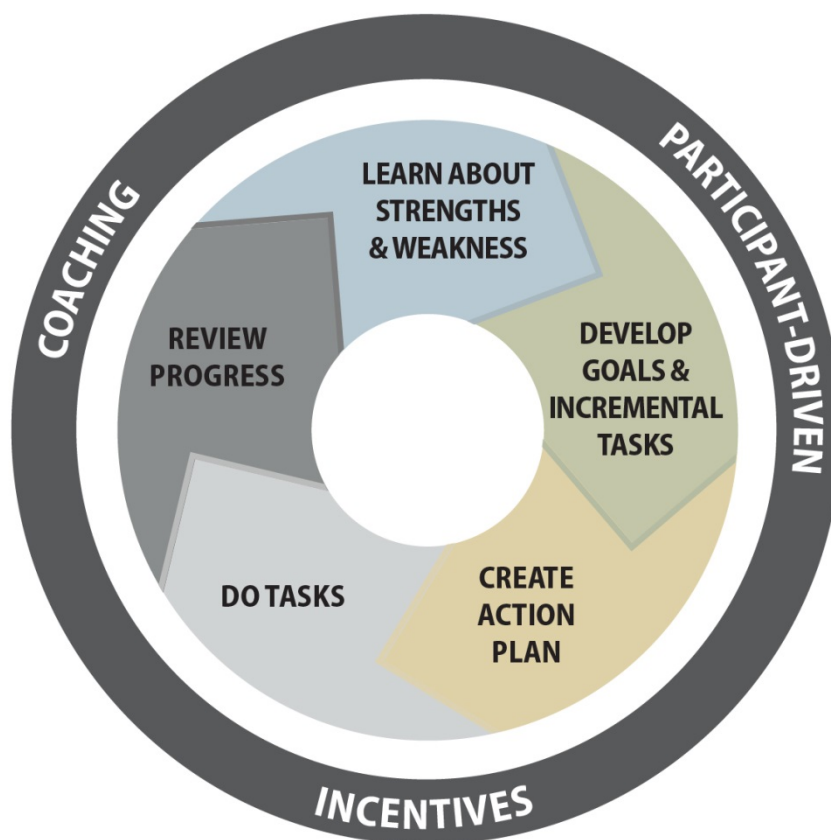 COACHING
PARTICIPANT-DRIVEN
INCENTIVES
LEARN ABOUT
STRENGTHS
& WEAKNESS
DEVELOP
GOALS &
INCREMENTAL
TASKS
CREATE
ACTION
PLAN
DO TASKS
REVIEW
PROGRESS